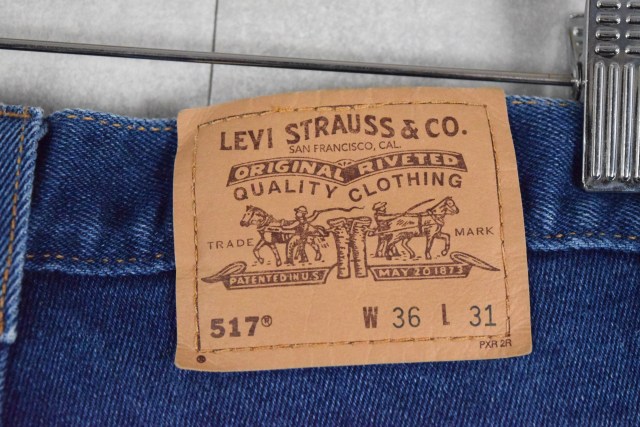 LEVI STRAUSS & CO.
SAN FRANCISCO, CAL.
ORIGINAL RIVETED
QUALITY CLOTHING
TRADE MARK
PATENTED IN U.S. MAY 20 1873
517® W 36 L 31
PXR 2R